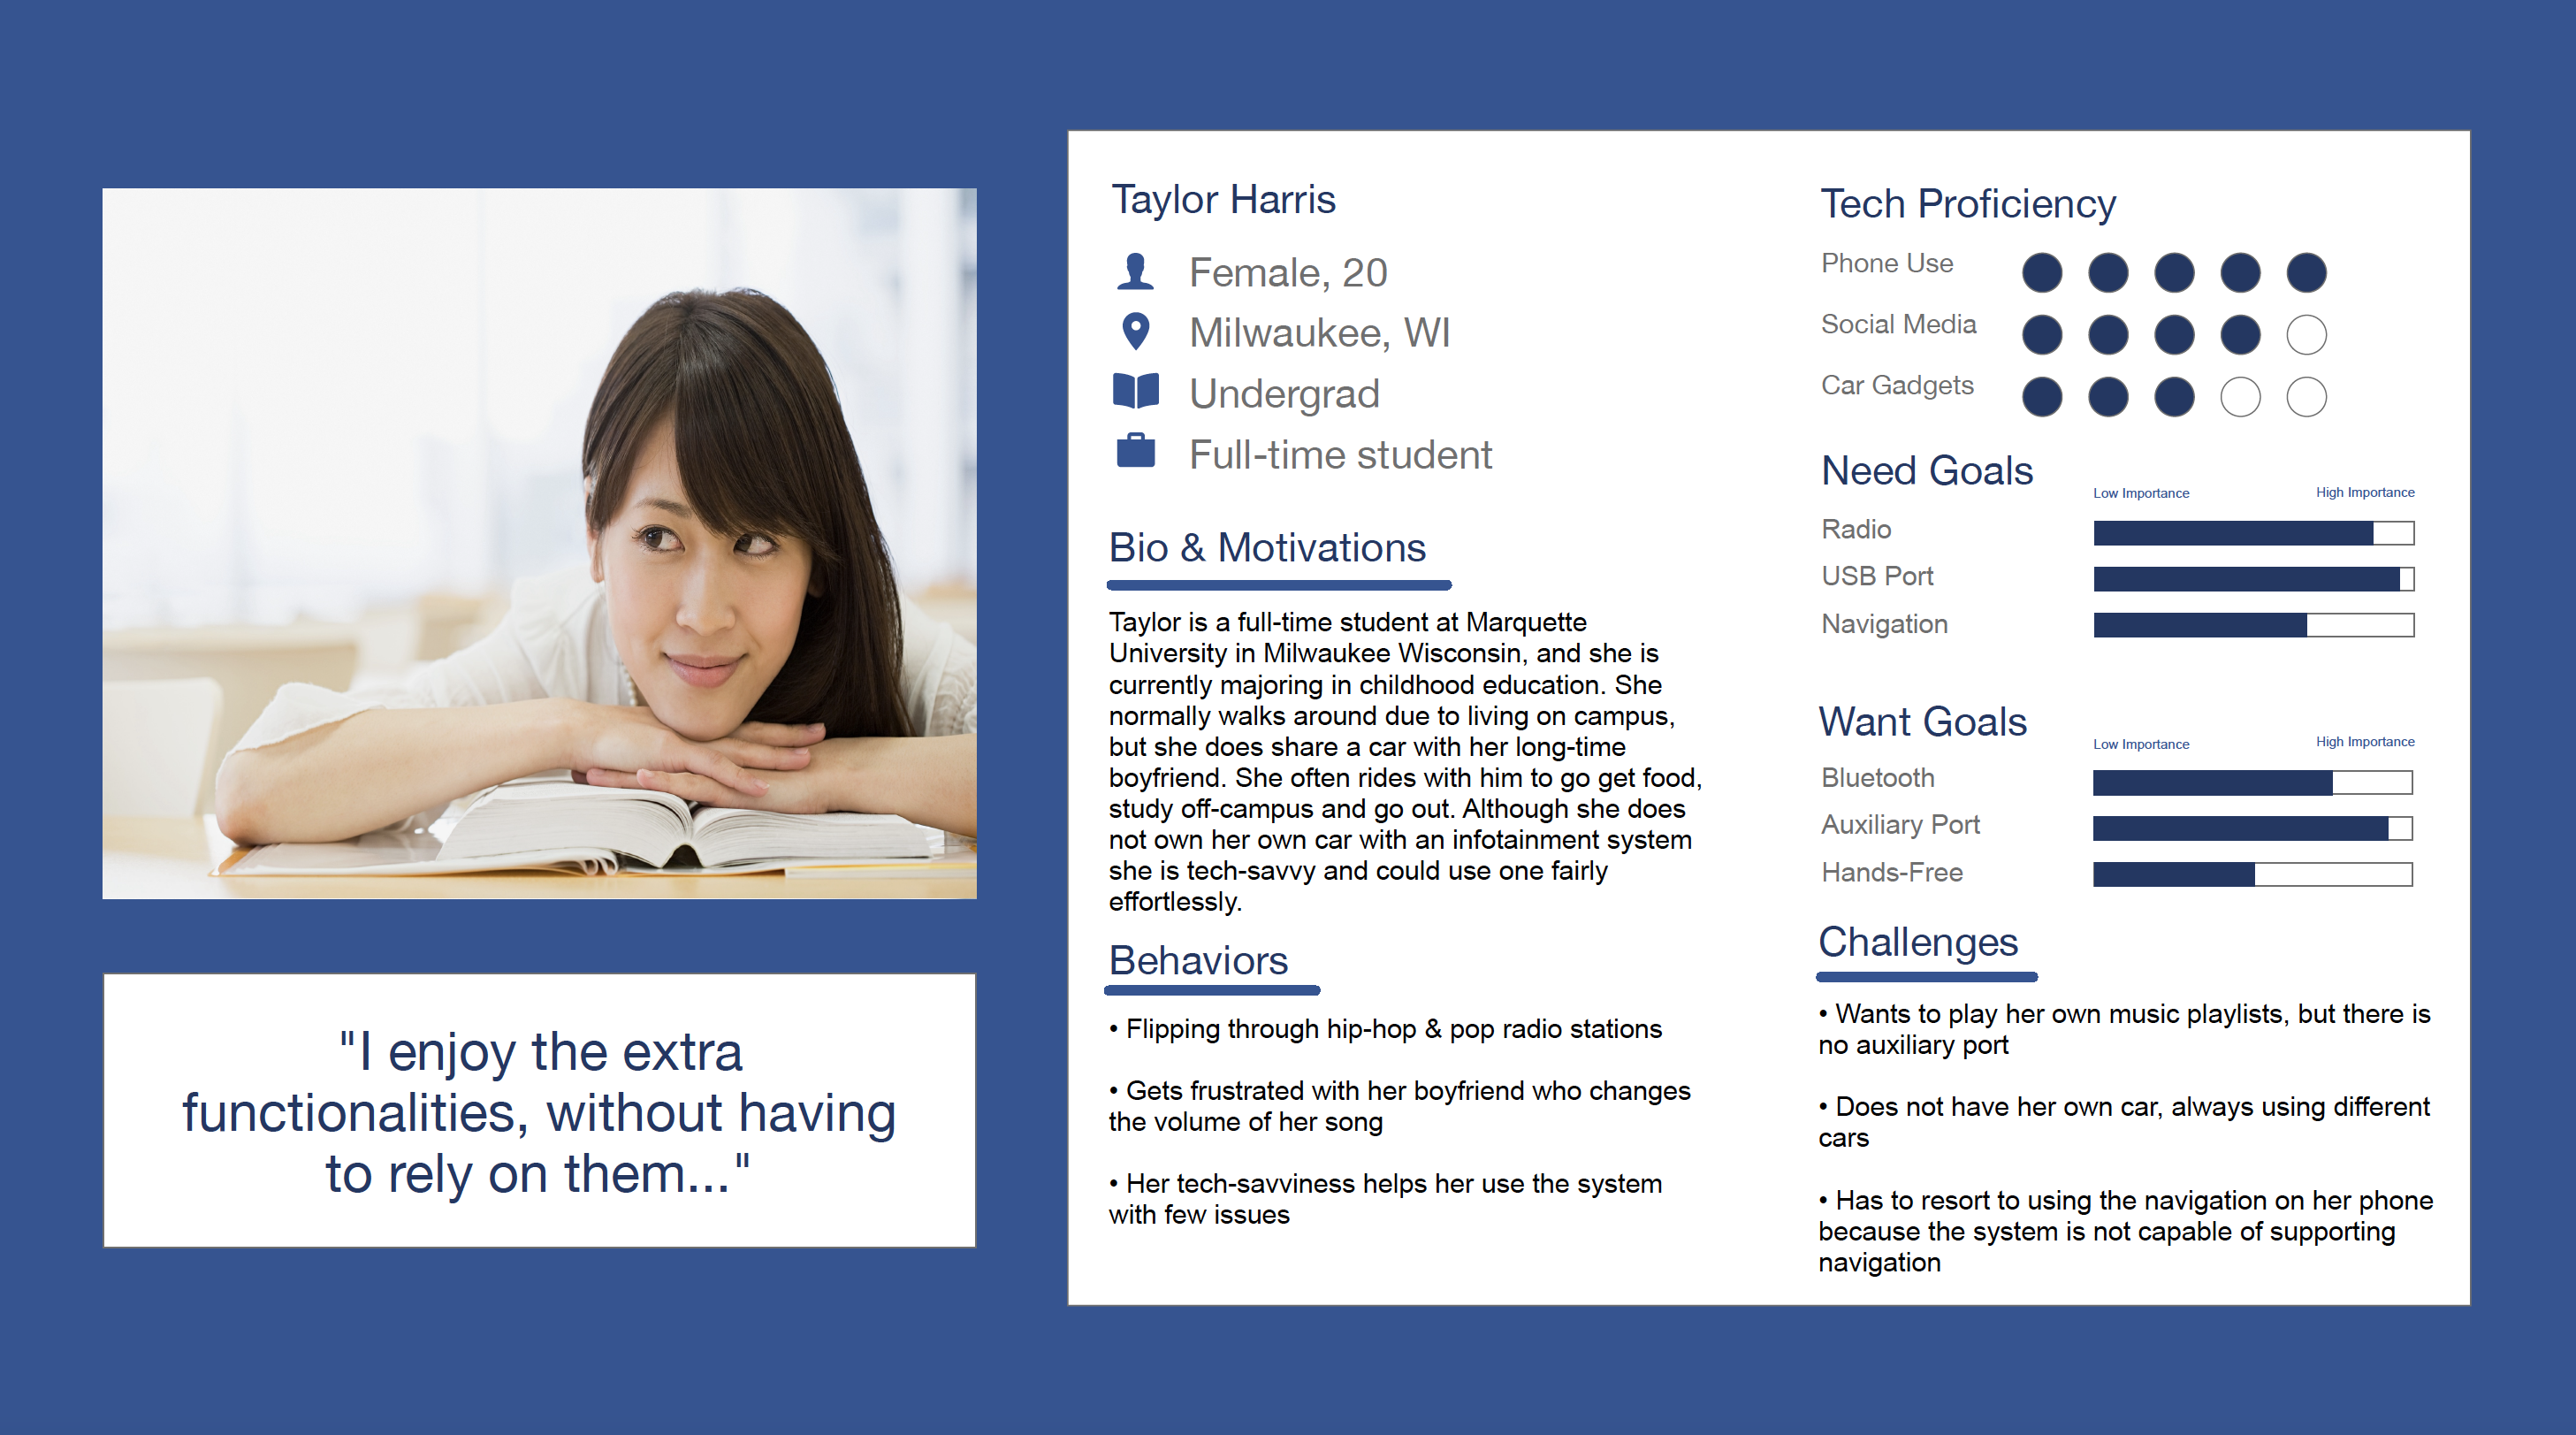 "I enjoy the extra
functionalities, without having
to rely on them..."
Taylor Harris
Female, 20
Milwaukee, WI
Undergrad
Full-time student
Bio & Motivations
Taylor is a full-time student at Marquette
University in Milwaukee Wisconsin, and she is
currently majoring in childhood education. She
normally walks around due to living on campus,
but she does share a car with her long-time
boyfriend. She often rides with him to go get food,
study off-campus and go out. Although she does
not own her own car with an infotainment system
she is tech-savvy and could use one fairly
effortlessly.
Behaviors
• Flipping through hip-hop & pop radio stations
• Gets frustrated with her boyfriend who changes
the volume of her song
• Her tech-savviness helps her use the system
with few issues
Tech Proficiency
Phone Use
Social Media
Car Gadgets
Need Goals
Low Importance High Importance
Radio
USB Port
Navigation
Want Goals
Low Importance High Importance
Bluetooth
Auxiliary Port
Hands-Free
Challenges
• Wants to play her own music playlists, but there is
no auxiliary port
• Does not have her own car, always using different
cars
• Has to resort to using the navigation on her phone
because the system is not capable of supporting
navigation